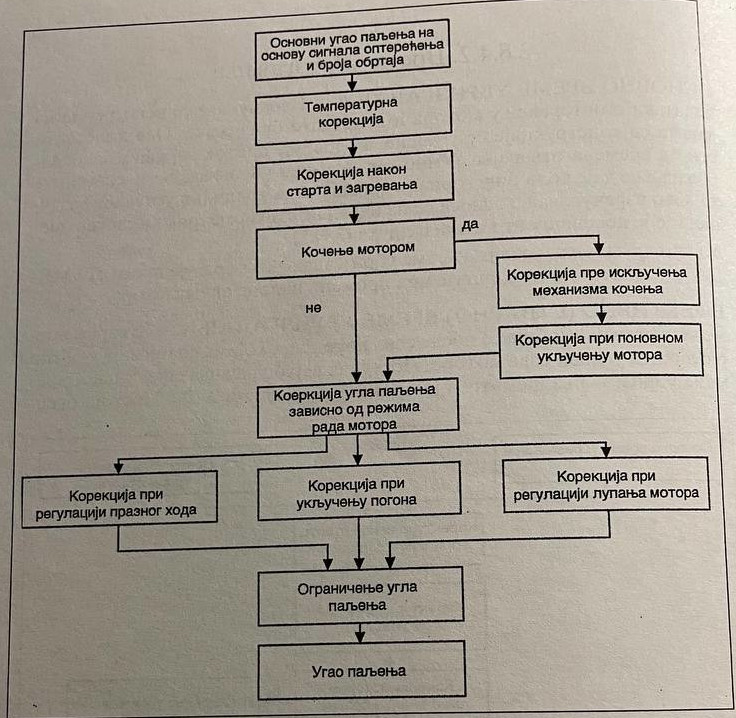 Основни угао паљења на
основу сигнала оптерећења
и броја обртаја
Температурна
корекција
Корекција након
старта и загревања
Кочење мотором
да
не
Корекција пре искључења
механизма кочења
Корекција при поновном
укључењу мотора
Коеркција угла паљења
зависно од режима
рада мотора
Корекција при
регулацији празног хода
Корекција при
укључењу погона
Корекција при
регулацији лупања мотора
Ограничење угла
паљења
Угао паљења